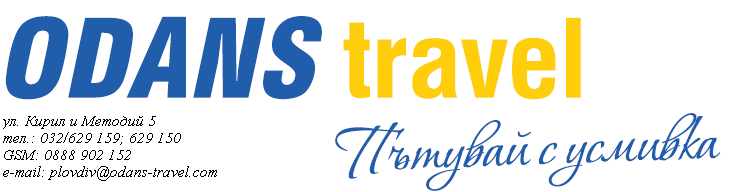 ODANS travel
ул. Кирил и Методий 5
тел.: 032/629 159; 629 150
GSM: 0888 902 152
e-mail: plovdiv@odans-travel.com
Пътувай с усмивка